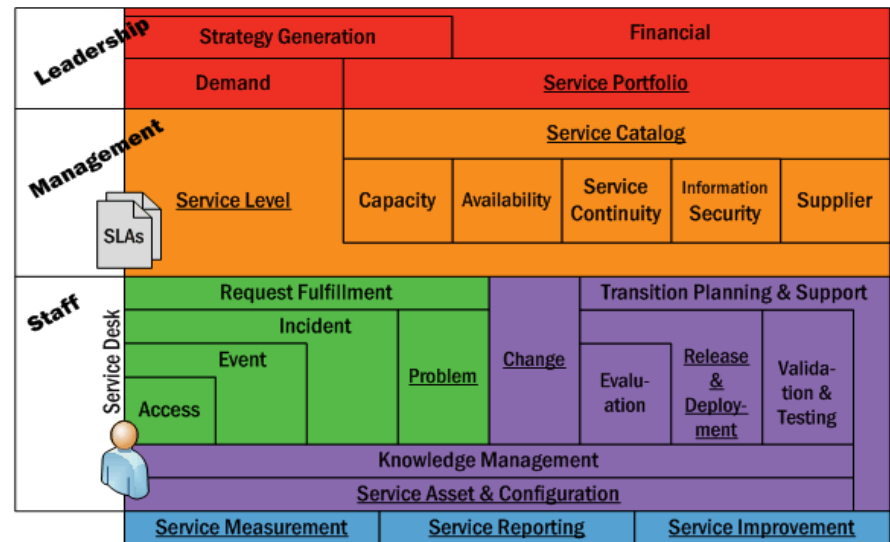 Leadership
Strategy Generation
Financial
Demand
Service Portfolio
Management
Service Catalog
Service Level
Capacity
Availability
Service
Continuity
Information
Security
Supplier
SLAs
Staff
Service Desk
Request Fulfillment
Transition Planning & Support
Incident
Event
Access
Problem
Change
Evalu-
ation
Release
&
Deploy-
ment
Valida-
tion &
Testing
Knowledge Management
Service Asset & Configuration
Service Measurement
Service Reporting
Service Improvement